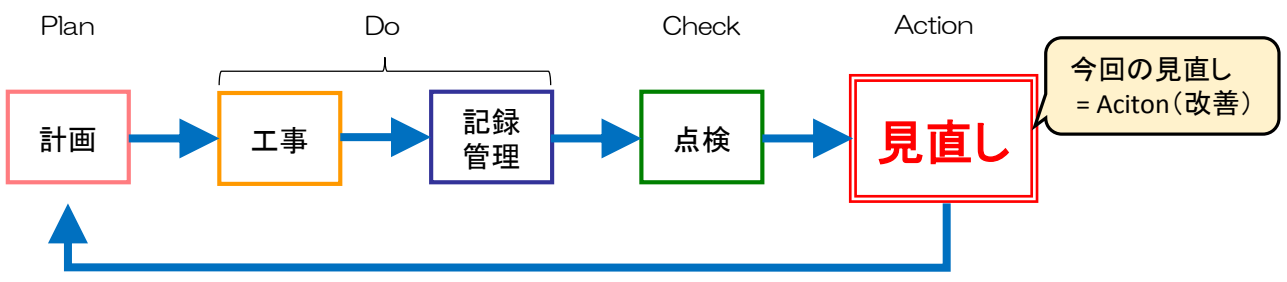 Plan
Do
Check
Action
計画
工事
記録
管理
点検
見直し
今回の見直し
= Aciton（改善）